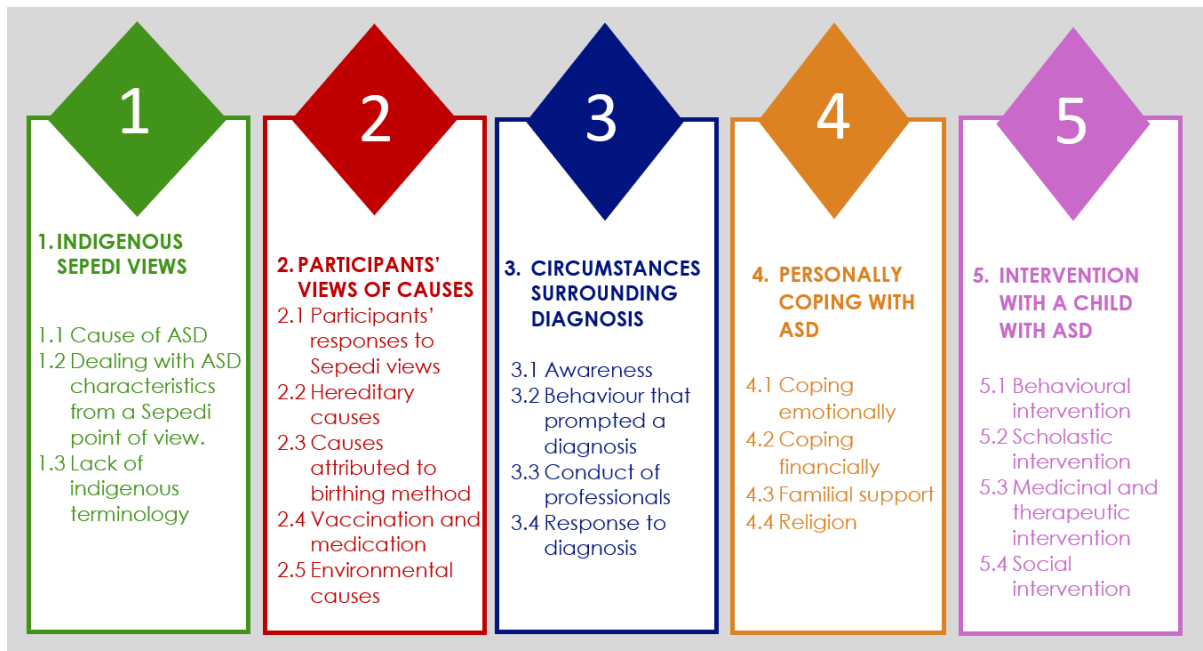 1
1. INDIGENOUS
SEPEDI VIEWS
1.1 Cause of ASD
1.2 Dealing with ASD
characteristics
from a Sepedi
point of view.
1.3 Lack of
indigenous
terminology
2
2. PARTICIPANTS’
VIEWS OF CAUSES
2.1 Participants’
responses to
Sepedi views
2.2 Hereditary
causes
2.3 Causes
attributed to
birthing method
2.4 Vaccination and
medication
2.5 Environmental
causes
3
3. CIRCUMSTANCES
SURROUNDING
DIAGNOSIS
3.1 Awareness
3.2 Behaviour that
prompted a
diagnosis
3.3 Conduct of
professionals
3.4 Response to
diagnosis
4
4. PERSONALLY
COPING WITH
ASD
4.1 Coping
emotionally
4.2 Coping
financially
4.3 Familial support
4.4 Religion
5
5. INTERVENTION
WITH A CHILD
WITH ASD
5.1 Behavioural
intervention
5.2 Scholastic
intervention
5.3 Medicinal and
therapeutic
intervention
5.4 Social
intervention